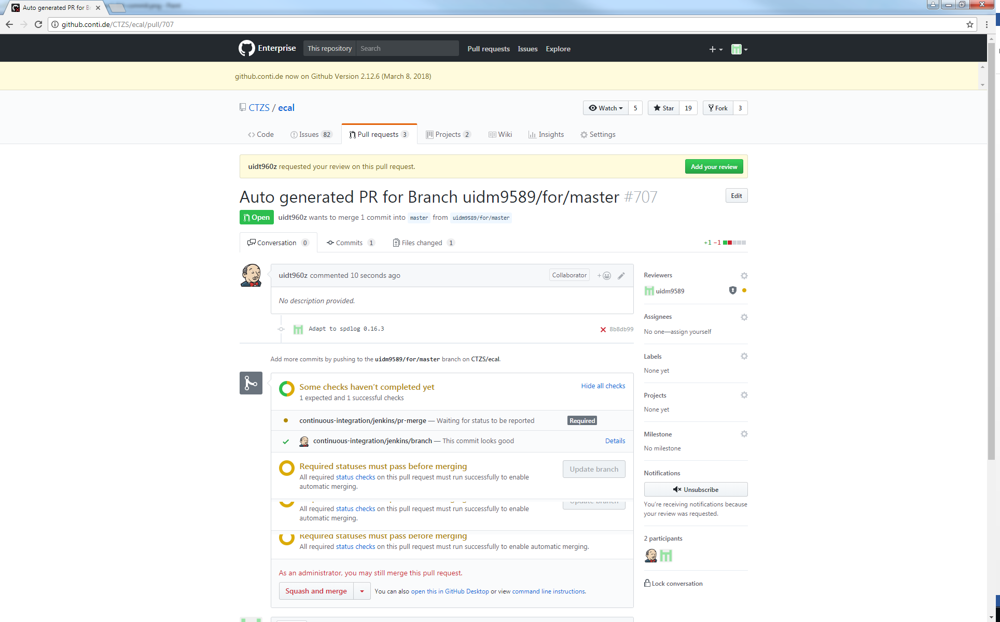 Auto generated PR for B
github.conti.de/CTZS/ecal/pull/707
Enterprise This repository Search Pull requests Issues Explore
github.conti.de now on Github Version 2.12.6 (March 8, 2018)
CTZS / ecal Watch 5 Star 19 Fork 3
Code Issues 82 Pull requests 3 Projects 2 Wiki Insights Settings
uidt960z requested your review on this pull request. Add your review
Auto generated PR for Branch uidm9589/for/master #707 Edit
Open uidt960z wants to merge 1 commit into master from uidm9589/for/master
Conversation 0 Commits 1 Files changed 1 +1 −1
uidt960z commented 10 seconds ago Collaborator
No description provided.
Adapt to spdlog 0.16.3 8b8db99
Add more commits by pushing to the uidm9589/for/master branch on CTZS/ecal.
Some checks haven't completed yet Hide all checks
1 expected and 1 successful checks
continuous-integration/jenkins/pr-merge — Waiting for status to be reported Required
continuous-integration/jenkins/branch — This commit looks good Details
Required statuses must pass before merging Update branch
All required status checks on this pull request must run successfully to enable
automatic merging.
Update branch
All required status checks on this pull request must run successfully to enable
automatic merging.
Required statuses must pass before merging
All required status checks on this pull request must run successfully to enable automatic merging.
As an administrator, you may still merge this pull request.
Squash and merge You can also open this in GitHub Desktop or view command line instructions.
Reviewers
uidm9589
Assignees
No one—assign yourself
Labels
None yet
Projects
None yet
Milestone
No milestone
Notifications
Unsubscribe
You're receiving notifications because
your review was requested.
2 participants
Lock conversation